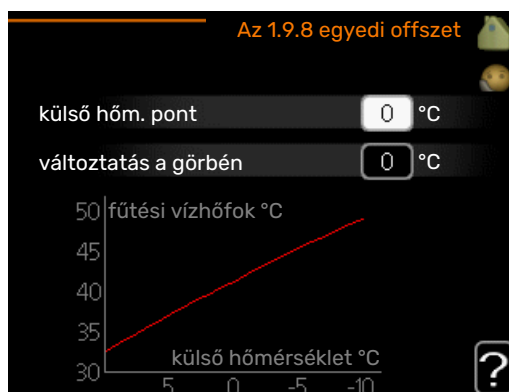 Az 1.9.8 egyedi offszet
külső hőm. pont 0 °C
változtatás a görbén 0 °C
50 fűtési vízhőfok °C
45
40
35
külső hőmérséklet °C
30
5 0 -5 -10
?